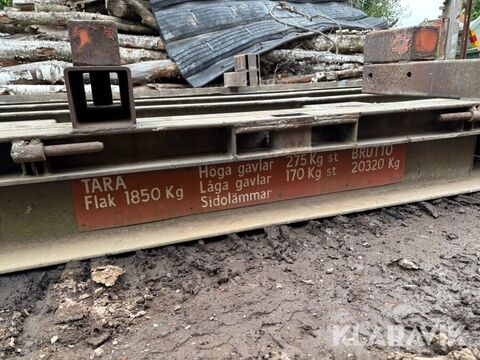 TARA
Flak 1850 Kg
Höga gavlar 275 Kg st
Låga gavlar 170 Kg st
Sidolämmar
BRUTTO
20320 Kg
KLARAVIK